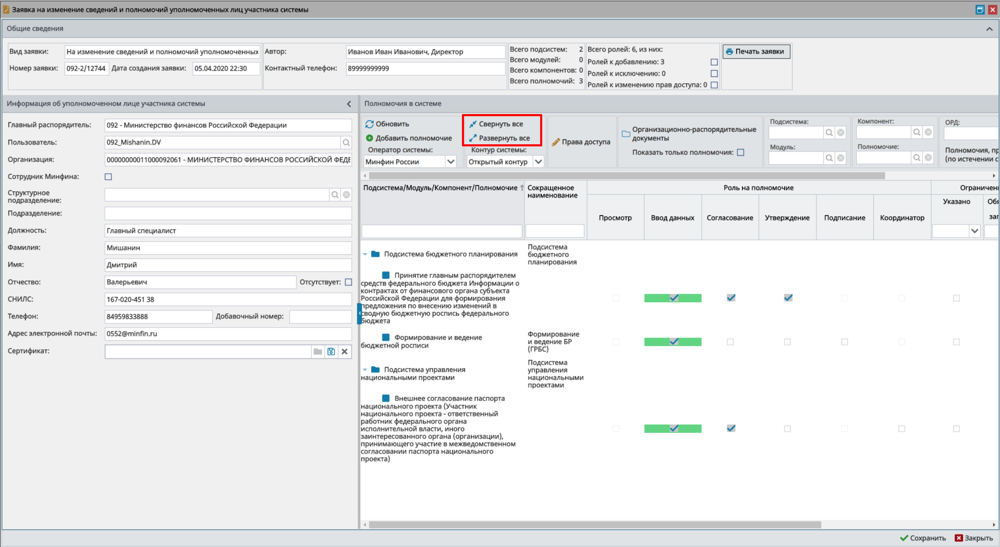 Заявка на изменение сведений и полномочий уполномоченных лиц участника системы
Общие сведения
Вид заявки:
На изменение сведений и полномочий уполномоченных
Номер заявки:
092-2/12744
Дата создания заявки:
05.04.2020 22:30
Автор:
Иванов Иван Иванович, Директор
Контактный телефон:
89999999999
Всего подсистем: 2
Всего модулей: 0
Всего компонентов: 0
Всего полномочий: 3
Всего ролей: 6, из них:
Ролей к добавлению: 3
Ролей к исключению: 0
Ролей к изменению прав доступа: 0
Печать заявки
Информация об уполномоченном лице участника системы
Главный распорядитель:
092 - Министерство финансов Российской Федерации
Пользователь:
092_Mishanin.DV
Организация:
00000000011000092061 - МИНИСТЕРСТВО ФИНАНСОВ РОССИЙСКОЙ ФЕДЕ
Сотрудник Минфина:
Структурное
подразделение:
Подразделение:
Должность:
Главный специалист
Фамилия:
Мишанин
Имя:
Дмитрий
Отчество:
Валерьевич
Отсутствует:
СНИЛС:
167-020-451 38
Телефон:
84959833888
Добавочный номер:
Адрес электронной почты:
0552@minfin.ru
Сертификат:
Полномочия в системе
Обновить
Добавить полномочие
Оператор системы:
Минфин России
Свернуть все
Развернуть все
Контур системы:
Открытый контур
Права доступа
Организационно-распорядительные
документы
Показать только полномочия:
Подсистема:
Модуль:
Компонент:
Полномочие:
ОРД:
Полномочия, пр
(по истечении с
Подсистема/Модуль/Компонент/Полномочие
Сокращенное
наименование
Роль на полномочие
Просмотр
Ввод данных
Согласование
Утверждение
Подписание
Координатор
Ограничен
Указано
Обя
заг
Подсистема бюджетного планирования
Подсистема
бюджетного
планирования
Принятие главным распорядителем
средств федерального бюджета Информации о
контрактах от финансового органа субъекта
Российской Федерации для формирования
предложения по внесению изменений в
сводную бюджетную роспись федерального
бюджета
Формирование и ведение
бюджетной росписи
Формирование
и ведение БР
(ГРБС)
Подсистема управления
национальными проектами
Подсистема
управления
национальными
проектами
Внешнее согласование паспорта
национального проекта (Участник
национального проекта - ответственный
работник федерального органа
исполнительной власти, иного
заинтересованного органа (организации),
принимающего участие в межведомственном
согласовании паспорта национального
проекта)
Сохранить
Закрыть